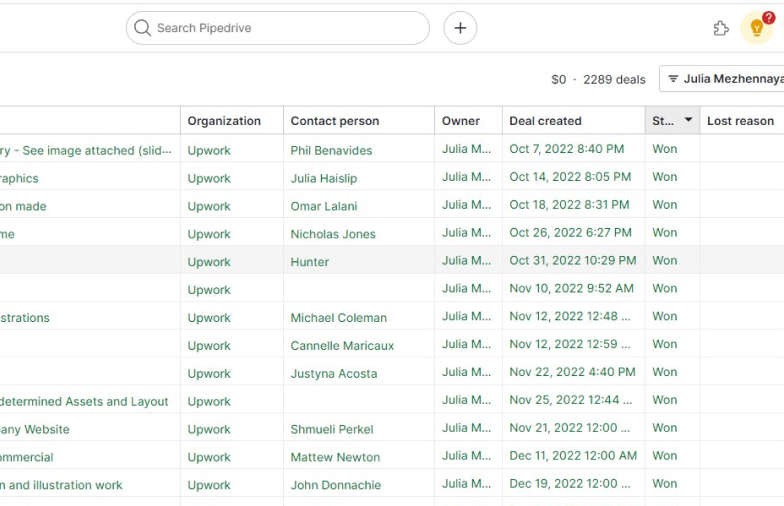 Search Pipedrive
?
$0 · 2289 deals Julia Mezhennaya
Organization Contact person Owner Deal created St... Lost reason
ry - See image attached (slid... Upwork Phil Benavides Julia M... Oct 7, 2022 8:40 PM Won
raphics Upwork Julia Haislip Julia M... Oct 14, 2022 8:05 PM Won
on made Upwork Omar Lalani Julia M... Oct 18, 2022 8:31 PM Won
me Upwork Nicholas Jones Julia M... Oct 26, 2022 6:27 PM Won
Upwork Hunter Julia M... Oct 31, 2022 10:29 PM Won
Upwork Julia M... Nov 10, 2022 9:52 AM Won
strations Upwork Michael Coleman Julia M... Nov 12, 2022 12:48 ... Won
Upwork Cannelle Maricaux Julia M... Nov 12, 2022 12:59 ... Won
Upwork Justyna Acosta Julia M... Nov 22, 2022 4:40 PM Won
determined Assets and Layout Upwork Julia M... Nov 25, 2022 12:44 ... Won
any Website Upwork Shmueli Perkel Julia M... Nov 21, 2022 12:00 ... Won
ommercial Upwork Mattew Newton Julia M... Dec 11, 2022 12:00 AM Won
n and illustration work Upwork John Donnachie Julia M... Dec 19, 2022 12:00 ... Won